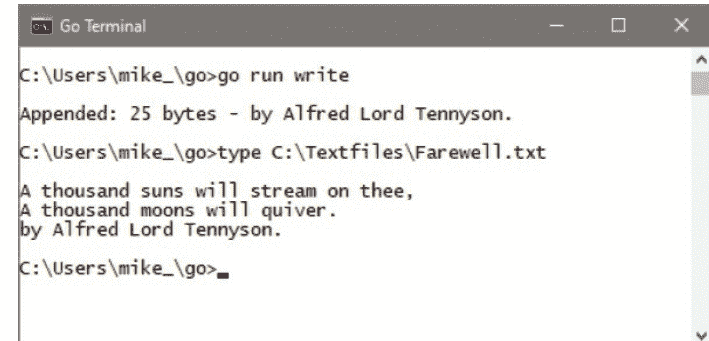 Go Terminal
C:\Users\mike_\go>go run write
Appended: 25 bytes - by Alfred Lord Tennyson.
C:\Users\mike_\go>type C:\Textfiles\Farewell.txt
A thousand suns will stream on thee,
A thousand moons will quiver.
by Alfred Lord Tennyson.
C:\Users\mike_\go>